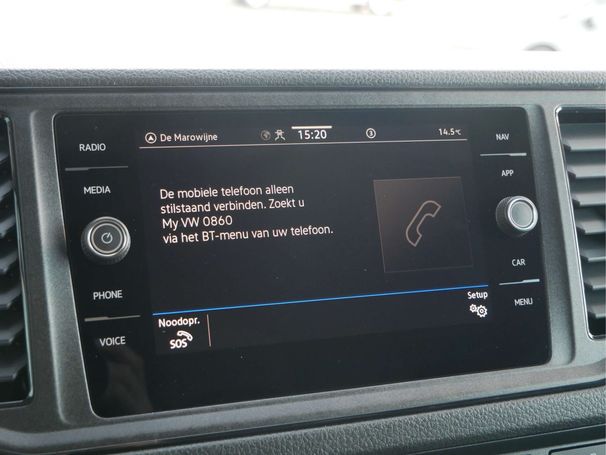 RADIO
MEDIA
PHONE
VOICE
De Marowijne
15:20
3
14.5°C
De mobiele telefoon alleen
stilstaand verbinden. Zoekt u
My VW 0860
via het BT-menu van uw telefoon.
Noodopr.
SOS
Setup
NAV
APP
CAR
MENU